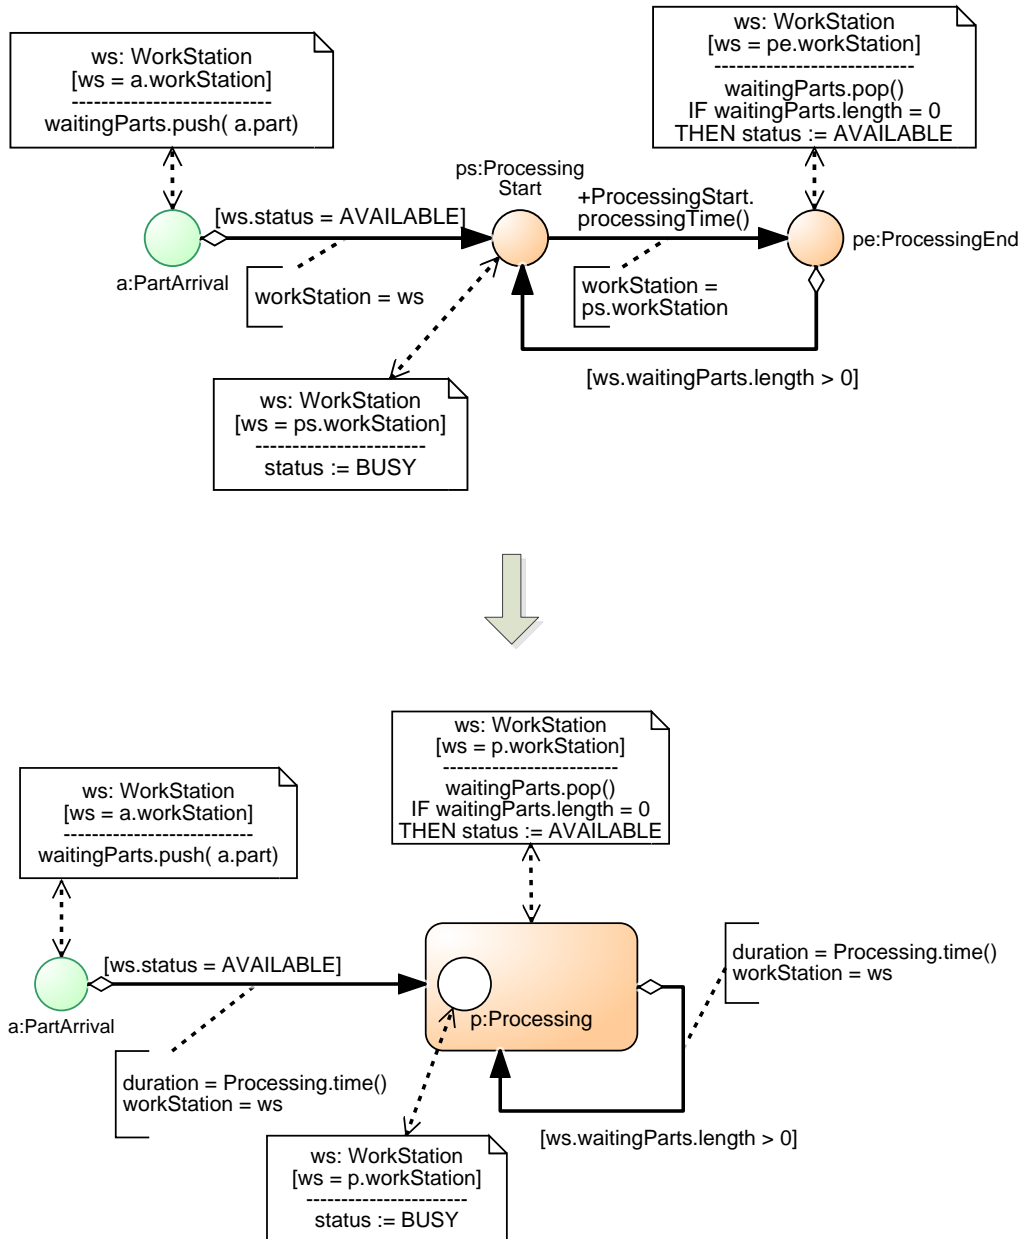 ws: WorkStation
[ws = a.workStation]
---------------------------
waitingParts.push( a.part)
ws: WorkStation
[ws = pe.workStation]
---------------------------
waitingParts.pop()
IF waitingParts.length = 0
THEN status := AVAILABLE
ps:Processing
Start
[ws.status = AVAILABLE]
+ProcessingStart.
processingTime()
pe:ProcessingEnd
a:PartArrival
workStation = ws
workStation =
ps.workStation
[ws.waitingParts.length > 0]
ws: WorkStation
[ws = ps.workStation]
-----------------------
status := BUSY
ws: WorkStation
[ws = p.workStation]
-------------------------
waitingParts.pop()
IF waitingParts.length = 0
THEN status := AVAILABLE
ws: WorkStation
[ws = a.workStation]
---------------------------
waitingParts.push( a.part)
[ws.status = AVAILABLE]
duration = Processing.time()
workStation = ws
a:PartArrival
p:Processing
duration = Processing.time()
workStation = ws
[ws.waitingParts.length > 0]
ws: WorkStation
[ws = p.workStation]
-----------------------
status := BUSY